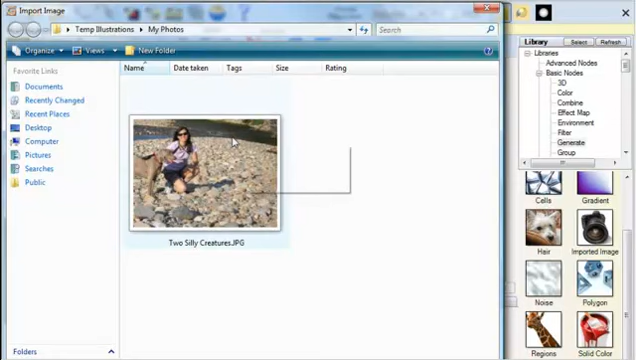 Import Image
Temp Illustrations
My Photos
Search
Organize
Views
New Folder
Favorite Links
Documents
Recently Changed
Recent Places
Desktop
Computer
Pictures
Searches
Public
Folders
Name
Date taken
Tags
Size
Rating
Two Silly Creatures.JPG
Library
Select
Refresh
Libraries
Advanced Nodes
Basic Nodes
3D
Color
Combine
Effect Map
Environment
Filter
Generate
Group
Cells
Gradient
Hair
Imported Image
Noise
Polygon
Regions
Solid Color